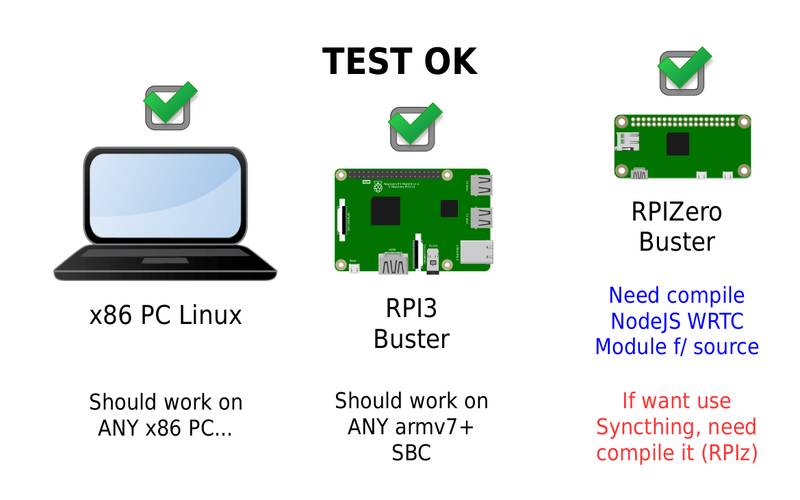 TEST OK
x86 PC Linux
Should work on
ANY x86 PC...
RPI3
Buster
Should work on
ANY armv7+
SBC
RPIZero
Buster
Need compile
NodeJS WRTC
Module f/ source
If want use
Syncthing, need
compile it (RPIz)